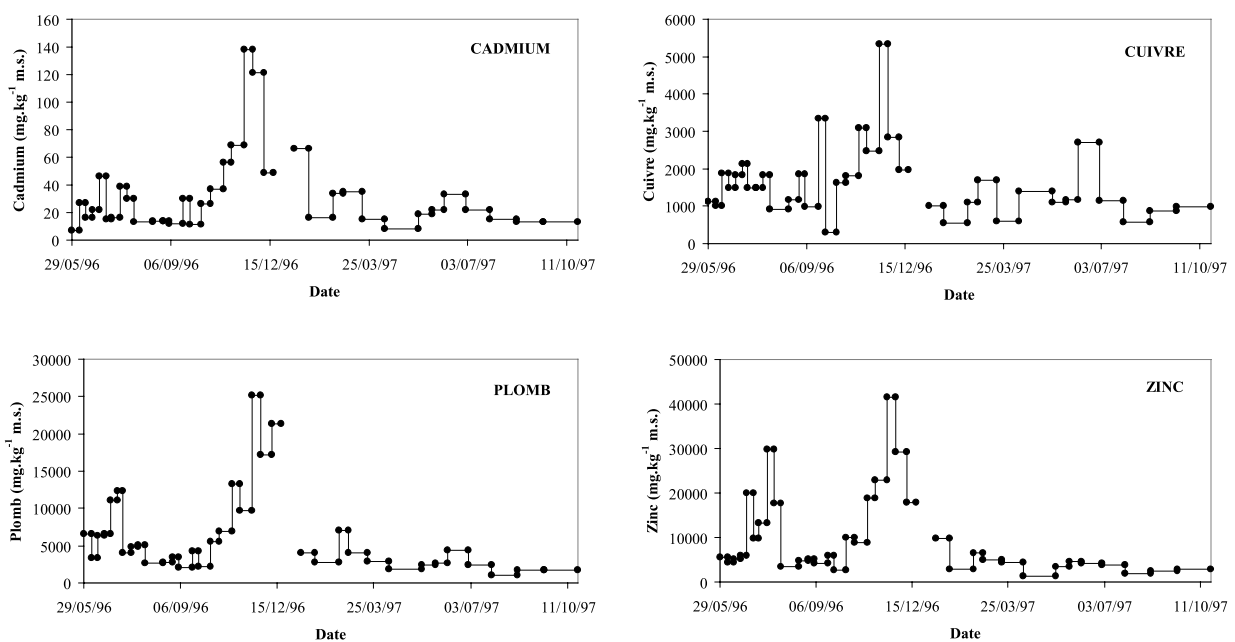 CADMIUM
Cadmium (mg.kg-1 m.s.)
160
140
120
100
80
60
40
20
0
29/05/96 06/09/96 15/12/96 25/03/97 03/07/97 11/10/97
Date
CUIVRE
Cuivre (mg.kg-1 m.s.)
6000
5000
4000
3000
2000
1000
0
29/05/96 06/09/96 15/12/96 25/03/97 03/07/97 11/10/97
Date
PLOMB
Plomb (mg.kg-1 m.s.)
30000
25000
20000
15000
10000
5000
0
29/05/96 06/09/96 15/12/96 25/03/97 03/07/97 11/10/97
Date
ZINC
Zinc (mg.kg-1 m.s.)
50000
40000
30000
20000
10000
0
29/05/96 06/09/96 15/12/96 25/03/97 03/07/97 11/10/97
Date